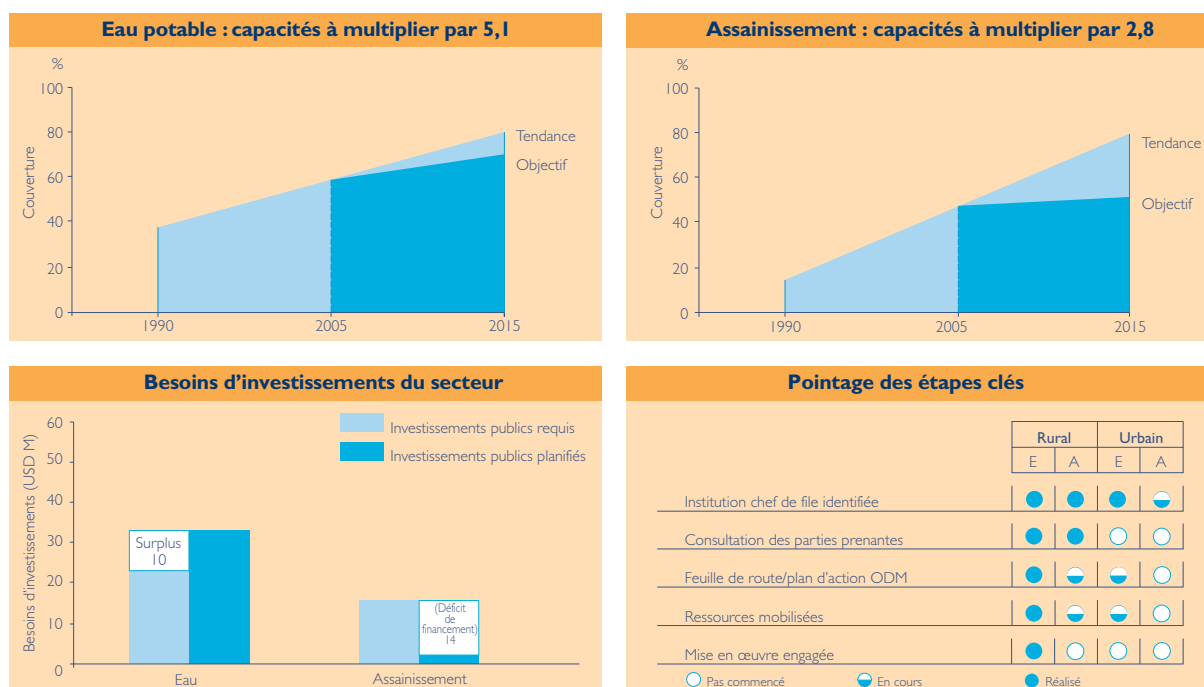 Eau potable : capacités à multiplier par 5,1
%
100
80
60
40
20
0
Couverture
Tendance
Objectif
1990
2005
2015
Assainissement : capacités à multiplier par 2,8
%
100
80
60
40
20
0
Couverture
Tendance
Objectif
1990
2005
2015
Besoins d’investissements du secteur
Besoins d’investissements (USD M)
60
50
40
30
20
10
0
Investissements publics requis
Investissements publics planifiés
Surplus
10
(Déficit
de
financement)
14
Eau
Assainissement
Pointage des étapes clés
Rural Urbain
E A E A
Institution chef de file identifiée
Consultation des parties prenantes
Feuille de route/plan d’action ODM
Ressources mobilisées
Mise en œuvre engagée
Pas commencé En cours Réalisé